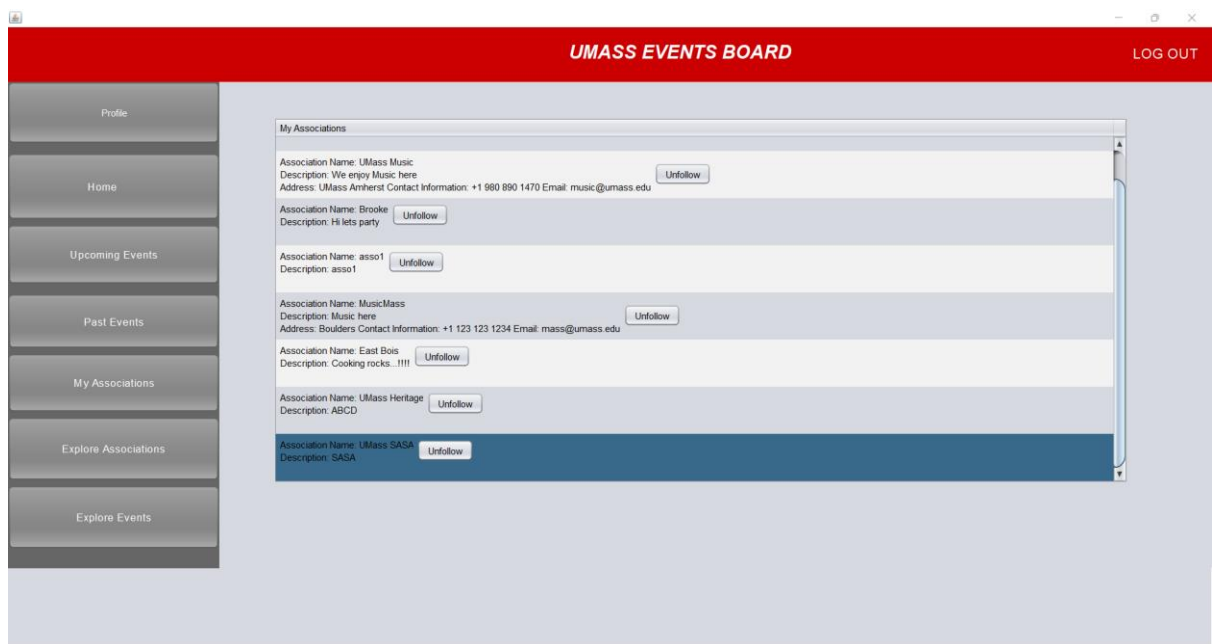 UMASS EVENTS BOARD
LOG OUT
Profile
Home
Upcoming Events
Past Events
My Associations
Explore Associations
Explore Events
My Associations
Association Name: UMass Music
Description: We enjoy Music here
Address: UMass Amherst Contact Information: +1 980 890 1470 Email: music@umass.edu
Unfollow
Association Name: Brooke
Description: Hi lets party
Unfollow
Association Name: asso1
Description: asso1
Unfollow
Association Name: MusicMass
Description: Music here
Address: Boulders Contact Information: +1 123 123 1234 Email: mass@umass.edu
Unfollow
Association Name: East Bois
Description: Cooking rocks...!!!!
Unfollow
Association Name: UMass Heritage
Description: ABCD
Unfollow
Association Name: UMass SASA
Description: SASA
Unfollow